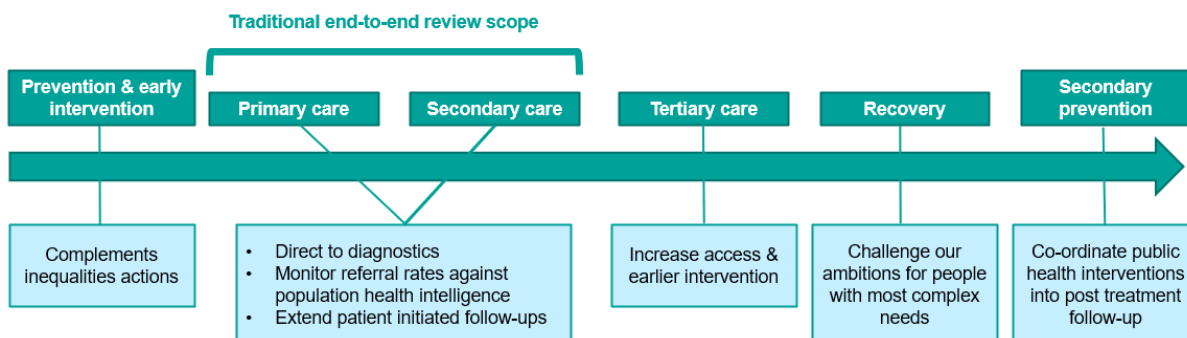 Traditional end-to-end review scope
Prevention & early
intervention
Primary care
Secondary care
Tertiary care
Recovery
Secondary
prevention
Complements
inequalities actions
• Direct to diagnostics
• Monitor referral rates against
population health intelligence
• Extend patient initiated follow-ups
Increase access &
earlier intervention
Challenge our
ambitions for people
with most complex
needs
Co-ordinate public
health interventions
into post treatment
follow-up